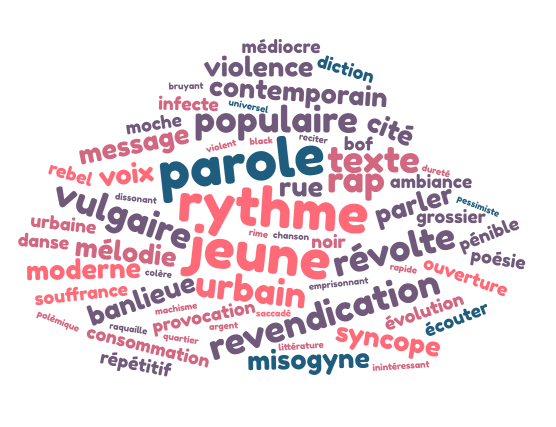 médiocre
violence diction
bruyant contemporain
infecte universel
moche populaire cité
message violent black reciter bof
rebel voix parole texte dureté
rue rap ambiance
vulgaire dissonant rythme parler pessimiste
urbaine grossier
danse mélodie rime chanson noir révolte pénible
jeune poésie
moderne colère rapide ouverture
souffrance banlieue urbain emprisonnant
machisme revendication
polémique raquaille provocation saccadé évolution
argent écouter
consommation quartier littérature syncope
répétitif misogyne inintéressant